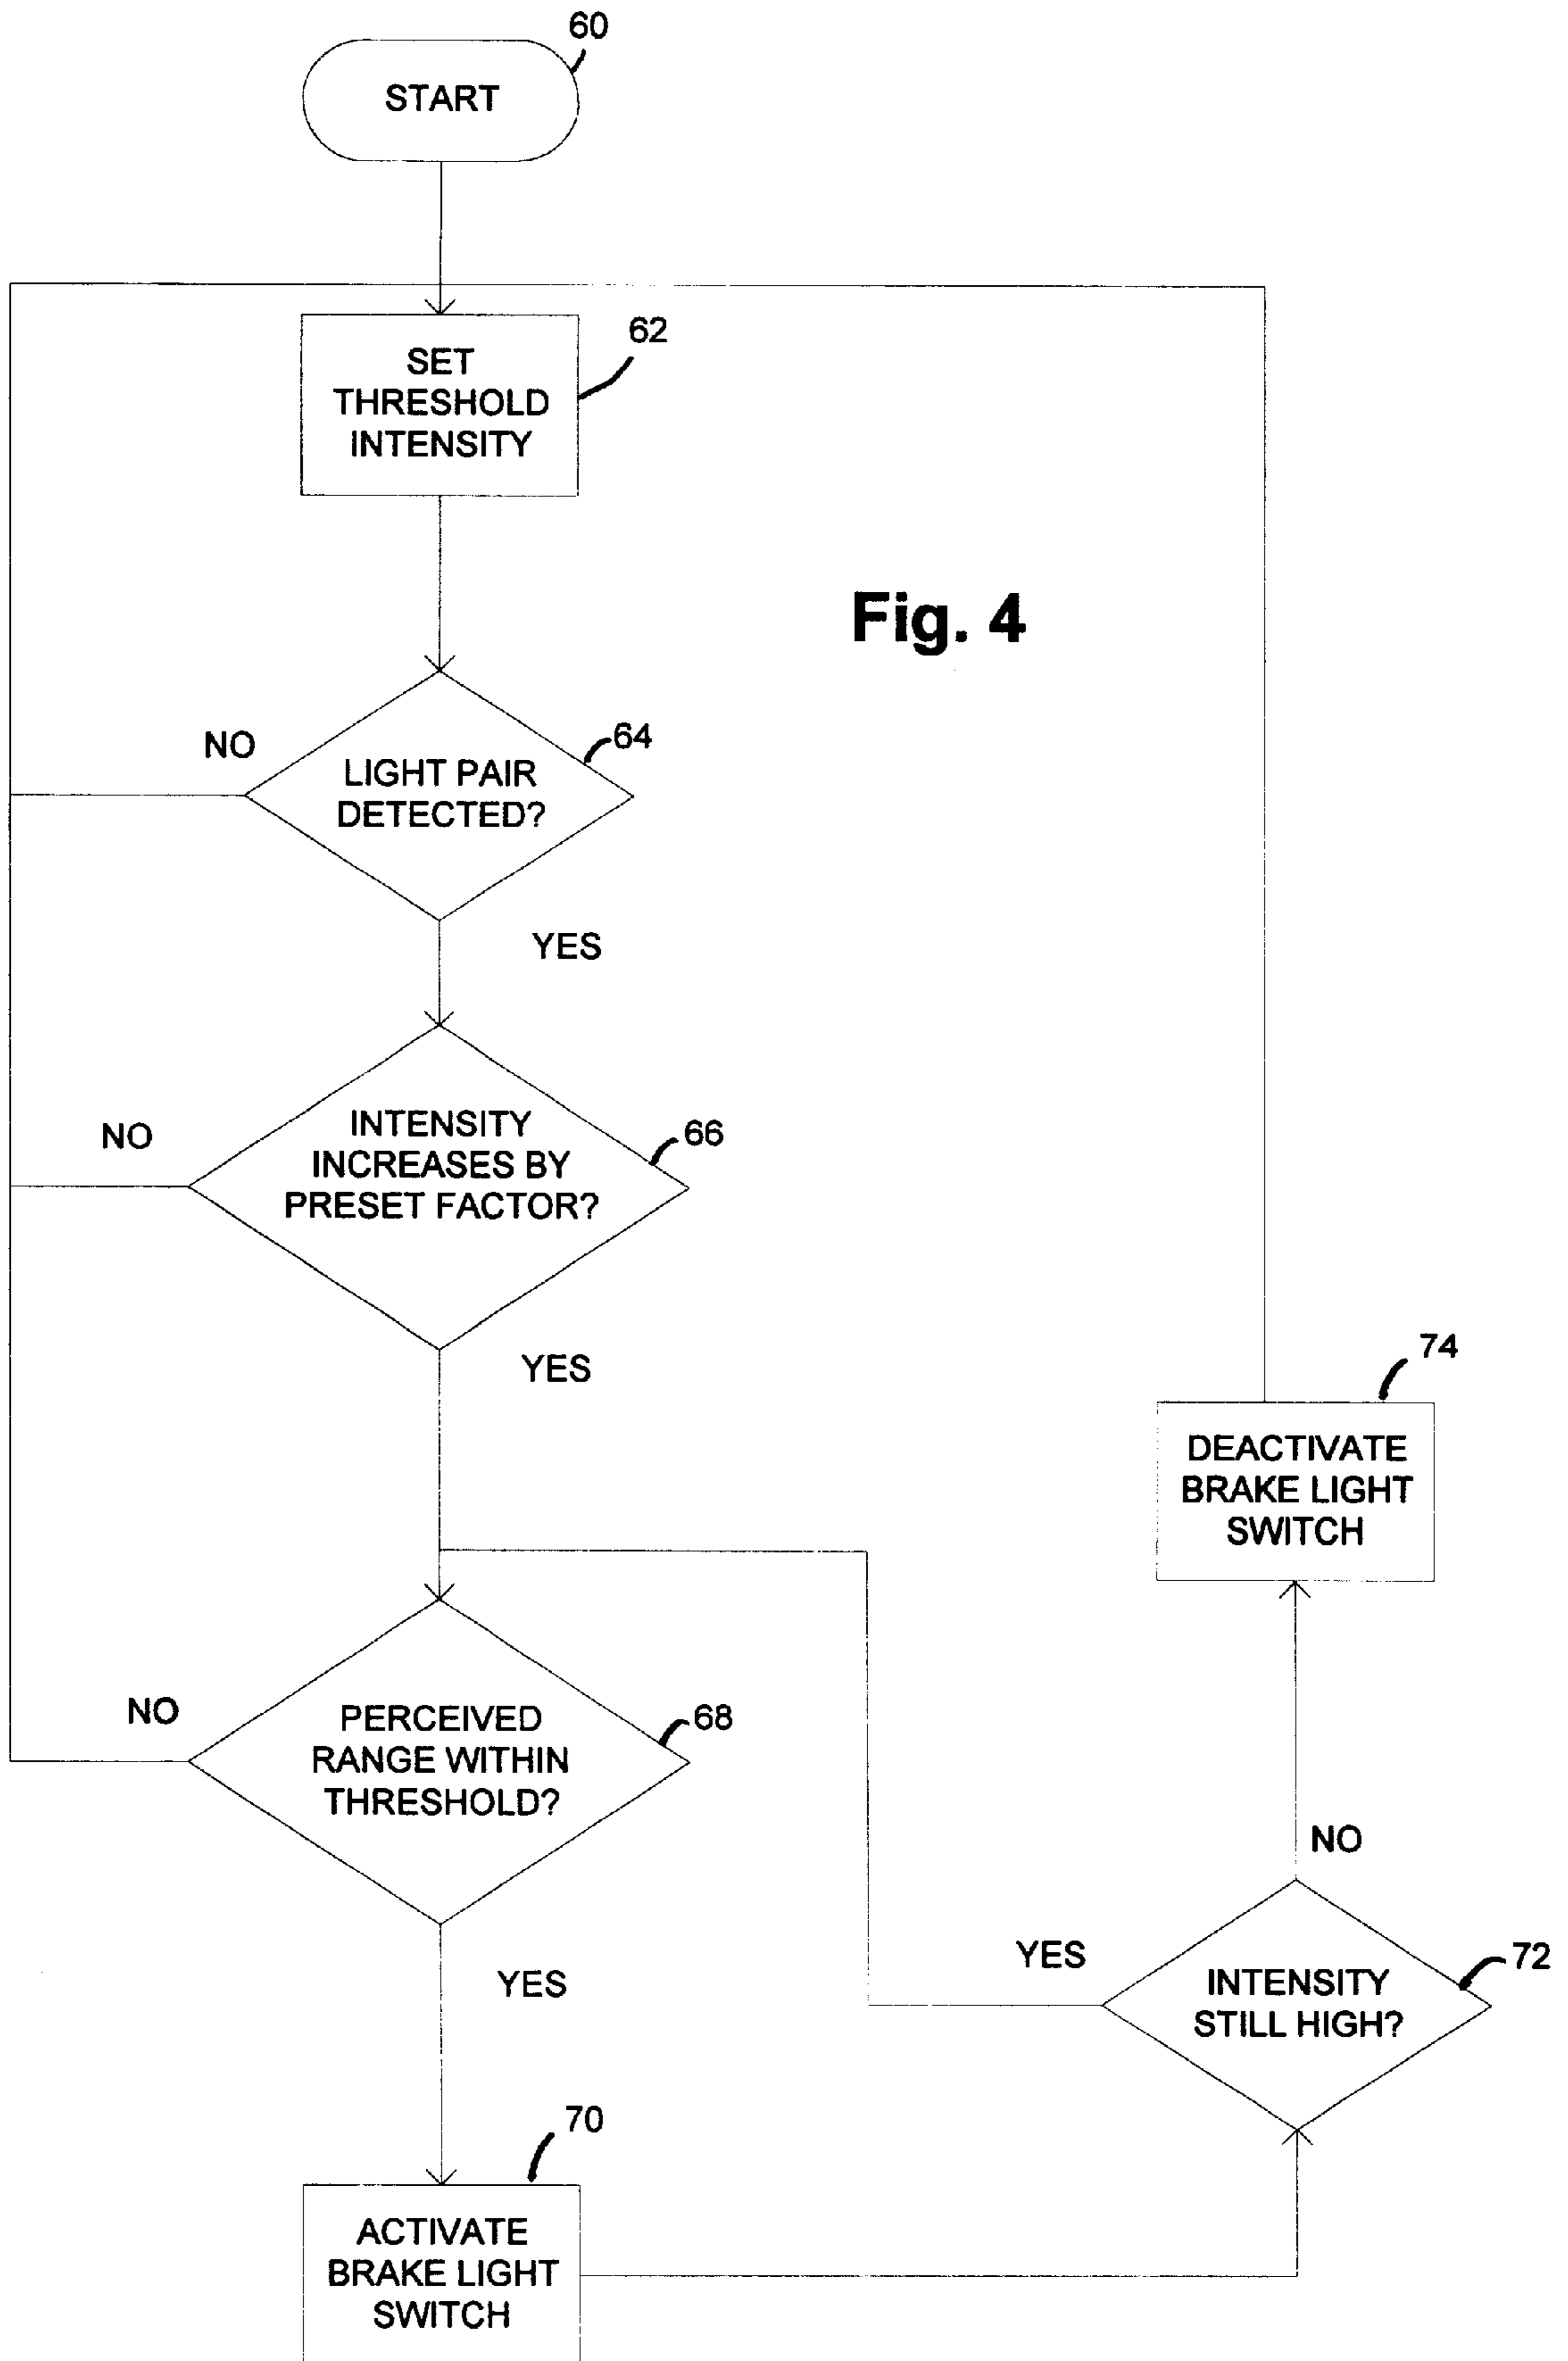 60
START
62
SET
THRESHOLD
INTENSITY
Fig. 4
NO
64
LIGHT PAIR
DETECTED?
YES
NO
66
INTENSITY
INCREASES BY
PRESET FACTOR?
YES
74
DEACTIVATE
BRAKE LIGHT
SWITCH
NO
68
PERCEIVED
RANGE WITHIN
THRESHOLD?
YES
NO
YES
72
INTENSITY
STILL HIGH?
70
ACTIVATE
BRAKE LIGHT
SWITCH